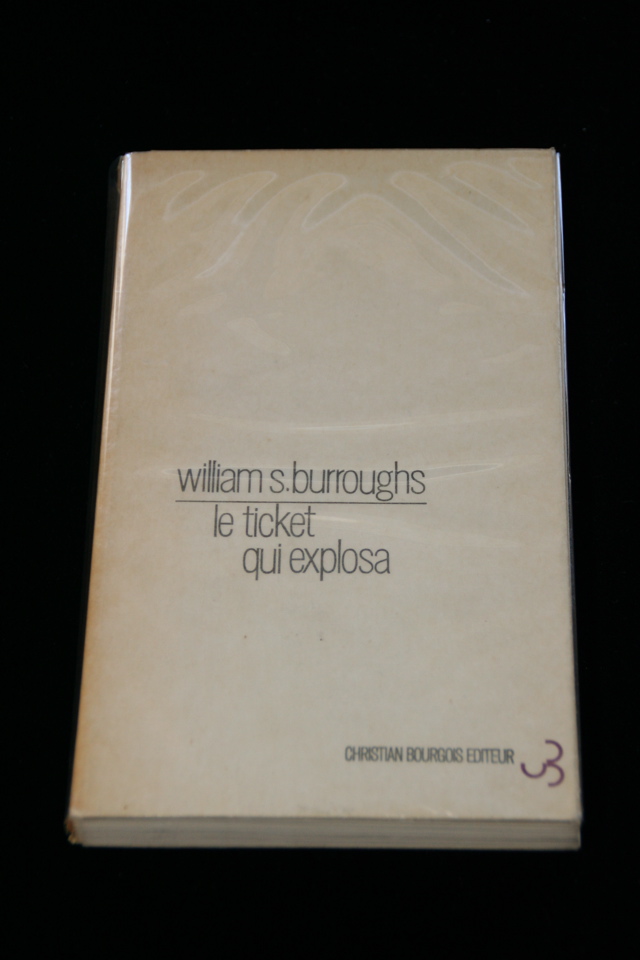 william s.burroughs
le ticket
qui explosa
CHRISTIAN BOURGOIS EDITEUR